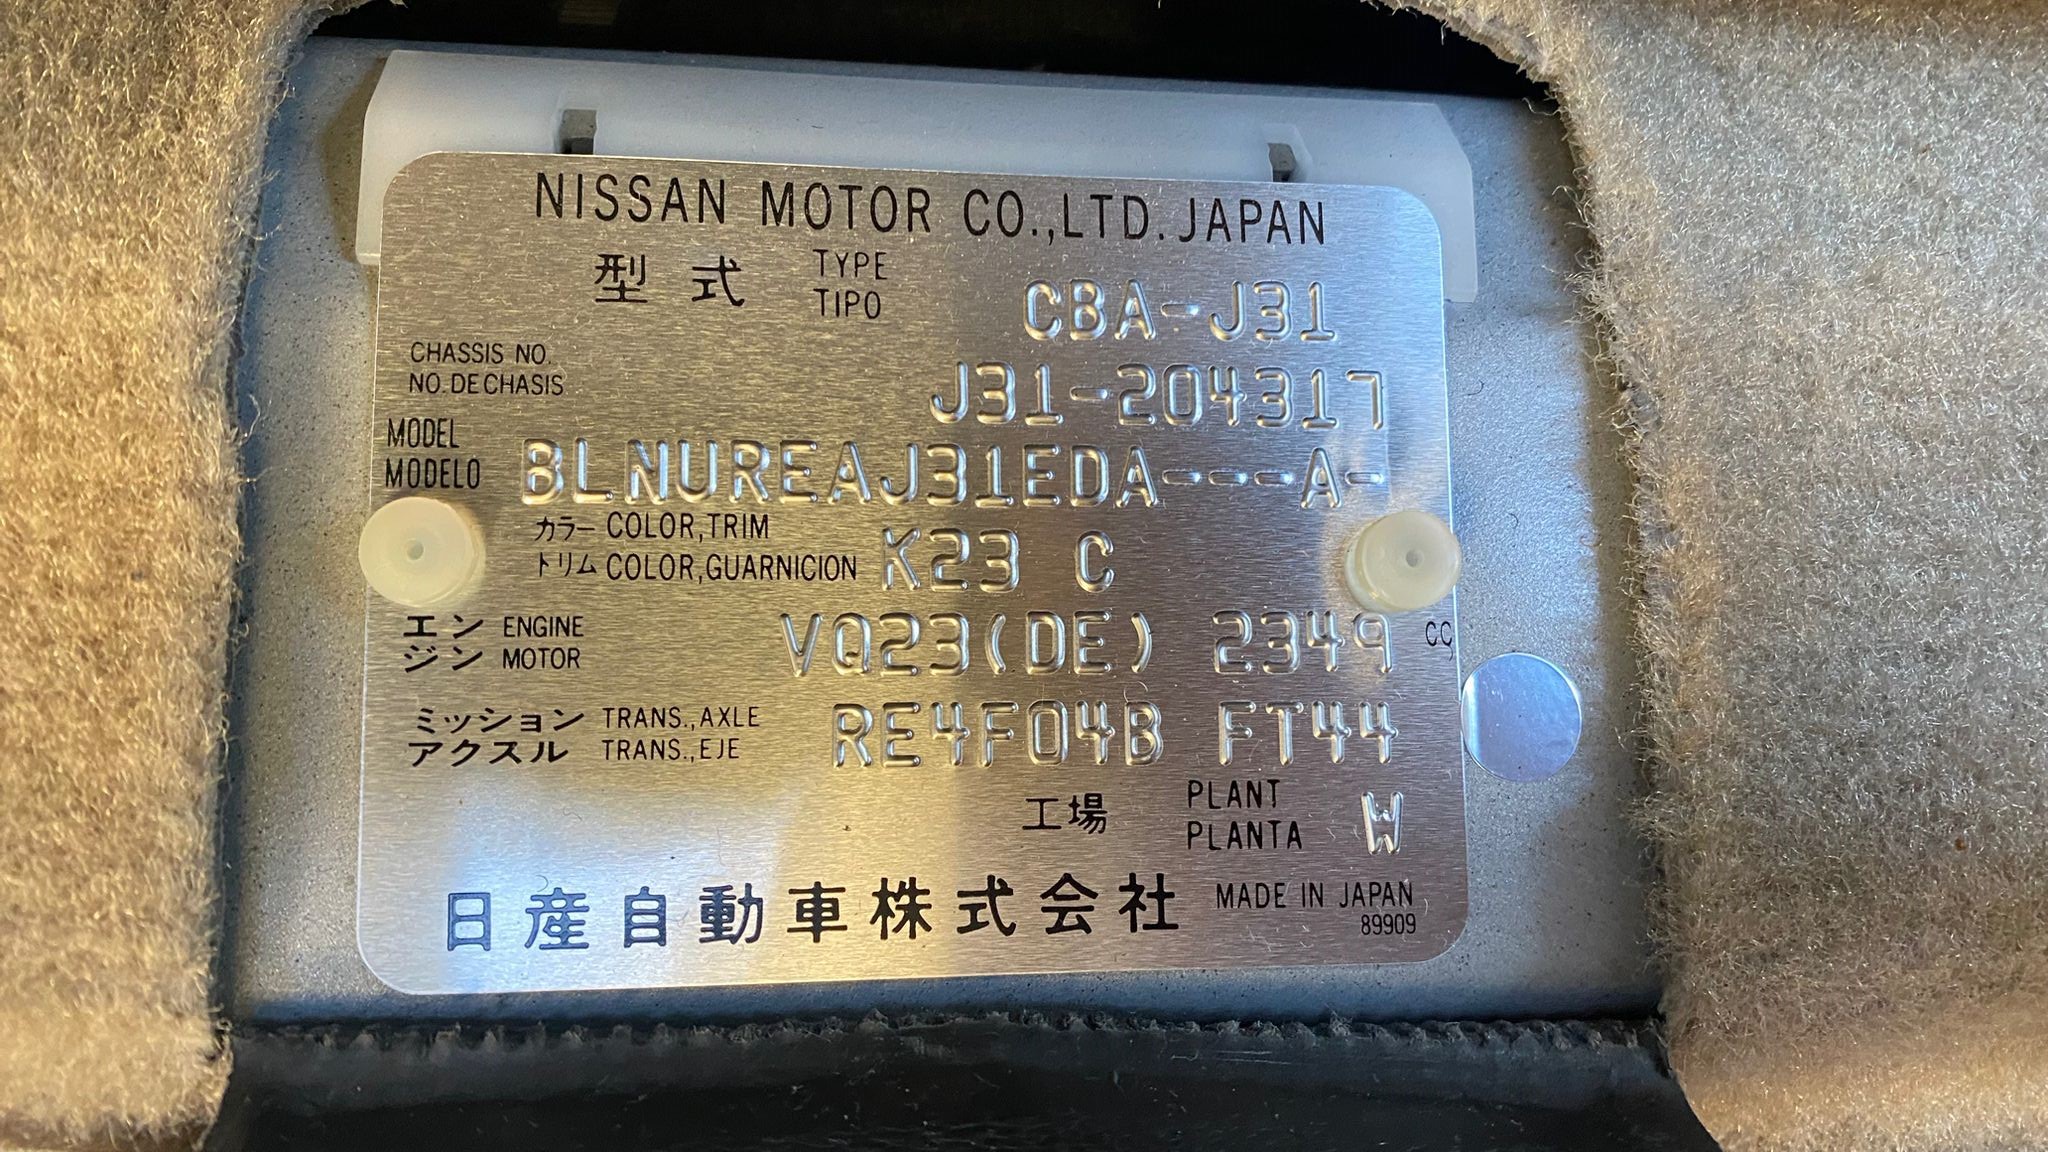 NISSAN MOTOR CO.,LTD. JAPAN
型式 TYPE CBA-J31
TIPO
CHASSIS NO. J31-204317
NO. DE CHASIS
MODEL BLNUREAJ31EDA---A-
MODELO
カラー COLOR,TRIM K23 C
トリム COLOR,GUARNICION
エン ENGINE VQ23(DE) 2349 cc
ジン MOTOR
ミッション TRANS.,AXLE RE4F04B FT44
アクスル TRANS.,EJE
工場 PLANT W
PLANTA
日産自動車株式会社 MADE IN JAPAN
89909